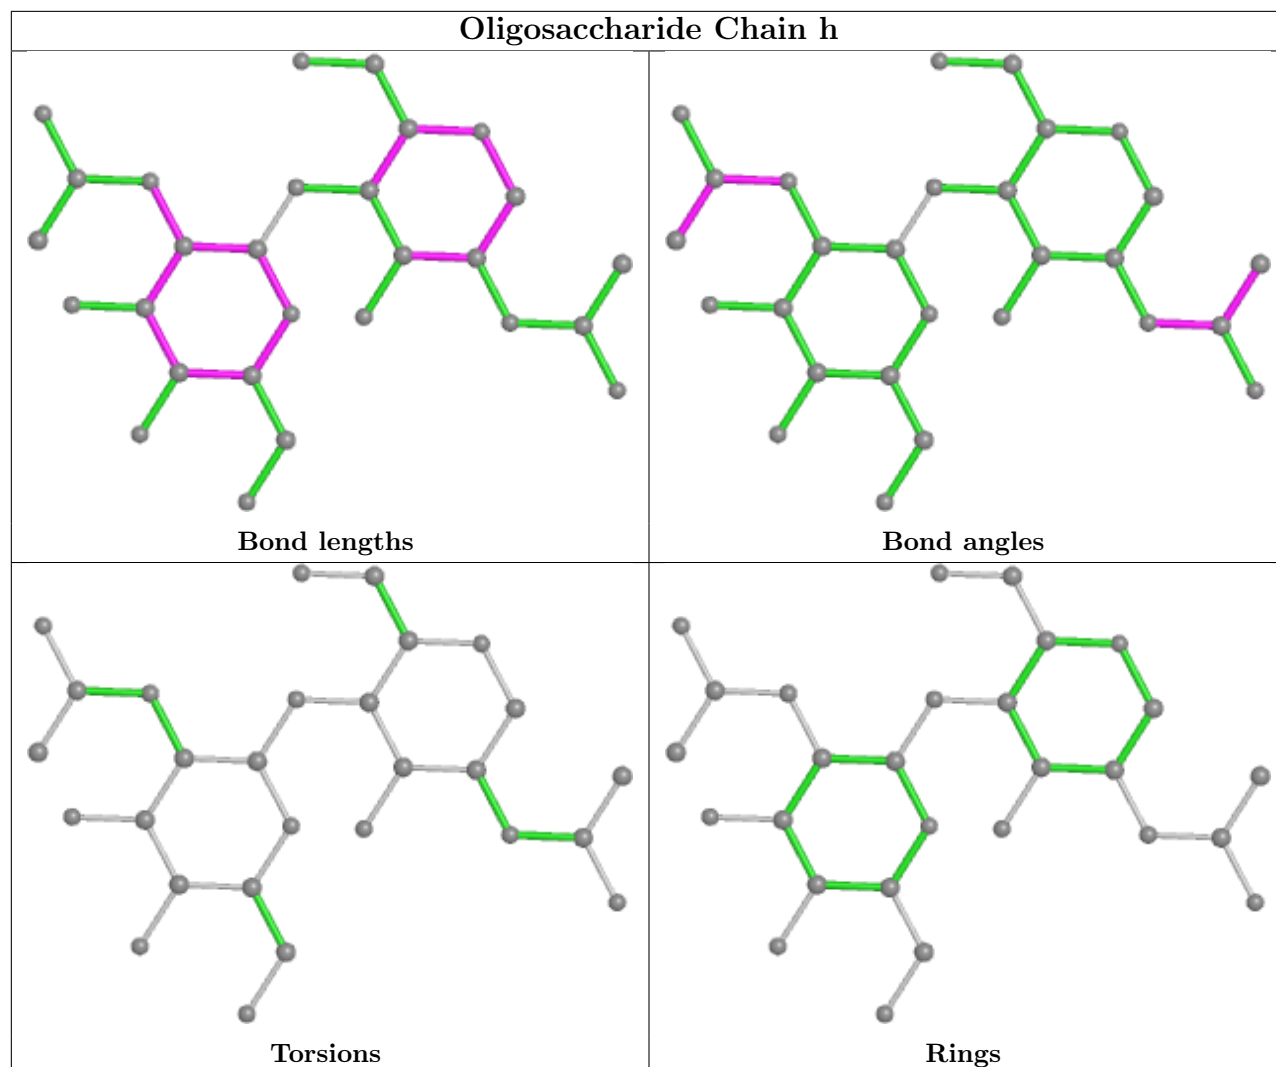 Oligosaccharide Chain h
Bond lengths
Bond angles
Torsions
Rings